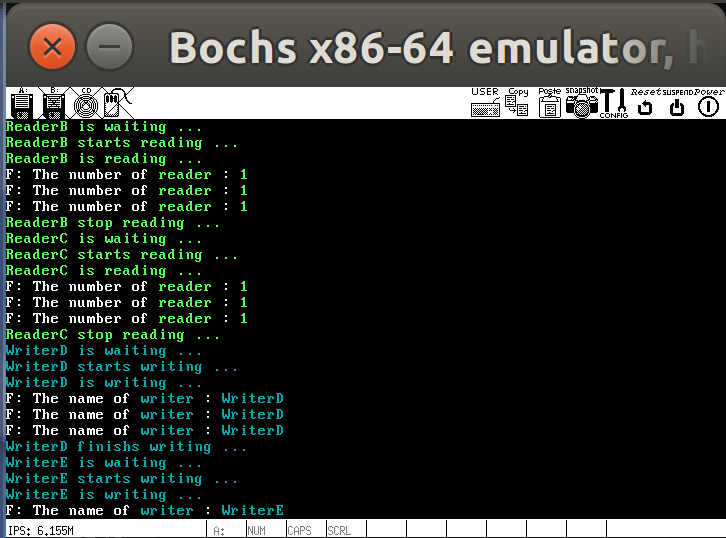 Bochs x86-64 emulator, h
A: B: CD USER Copy Paste snapshot CONFIG Reset SUSPEND Power
ReaderB is waiting ...
ReaderB starts reading ...
ReaderB is reading ...
F: The number of reader : 1
F: The number of reader : 1
F: The number of reader : 1
ReaderB stop reading ...
ReaderC is waiting ...
ReaderC starts reading ...
ReaderC is reading ...
F: The number of reader : 1
F: The number of reader : 1
F: The number of reader : 1
ReaderC stop reading ...
WriterD is waiting ...
WriterD starts writing ...
WriterD is writing ...
F: The name of writer : WriterD
F: The name of writer : WriterD
F: The name of writer : WriterD
WriterD finishs writing ...
WriterE is waiting ...
WriterE starts writing ...
WriterE is writing ...
F: The name of writer : WriterE
IPS: 6.155M A: NUM CAPS SCRL